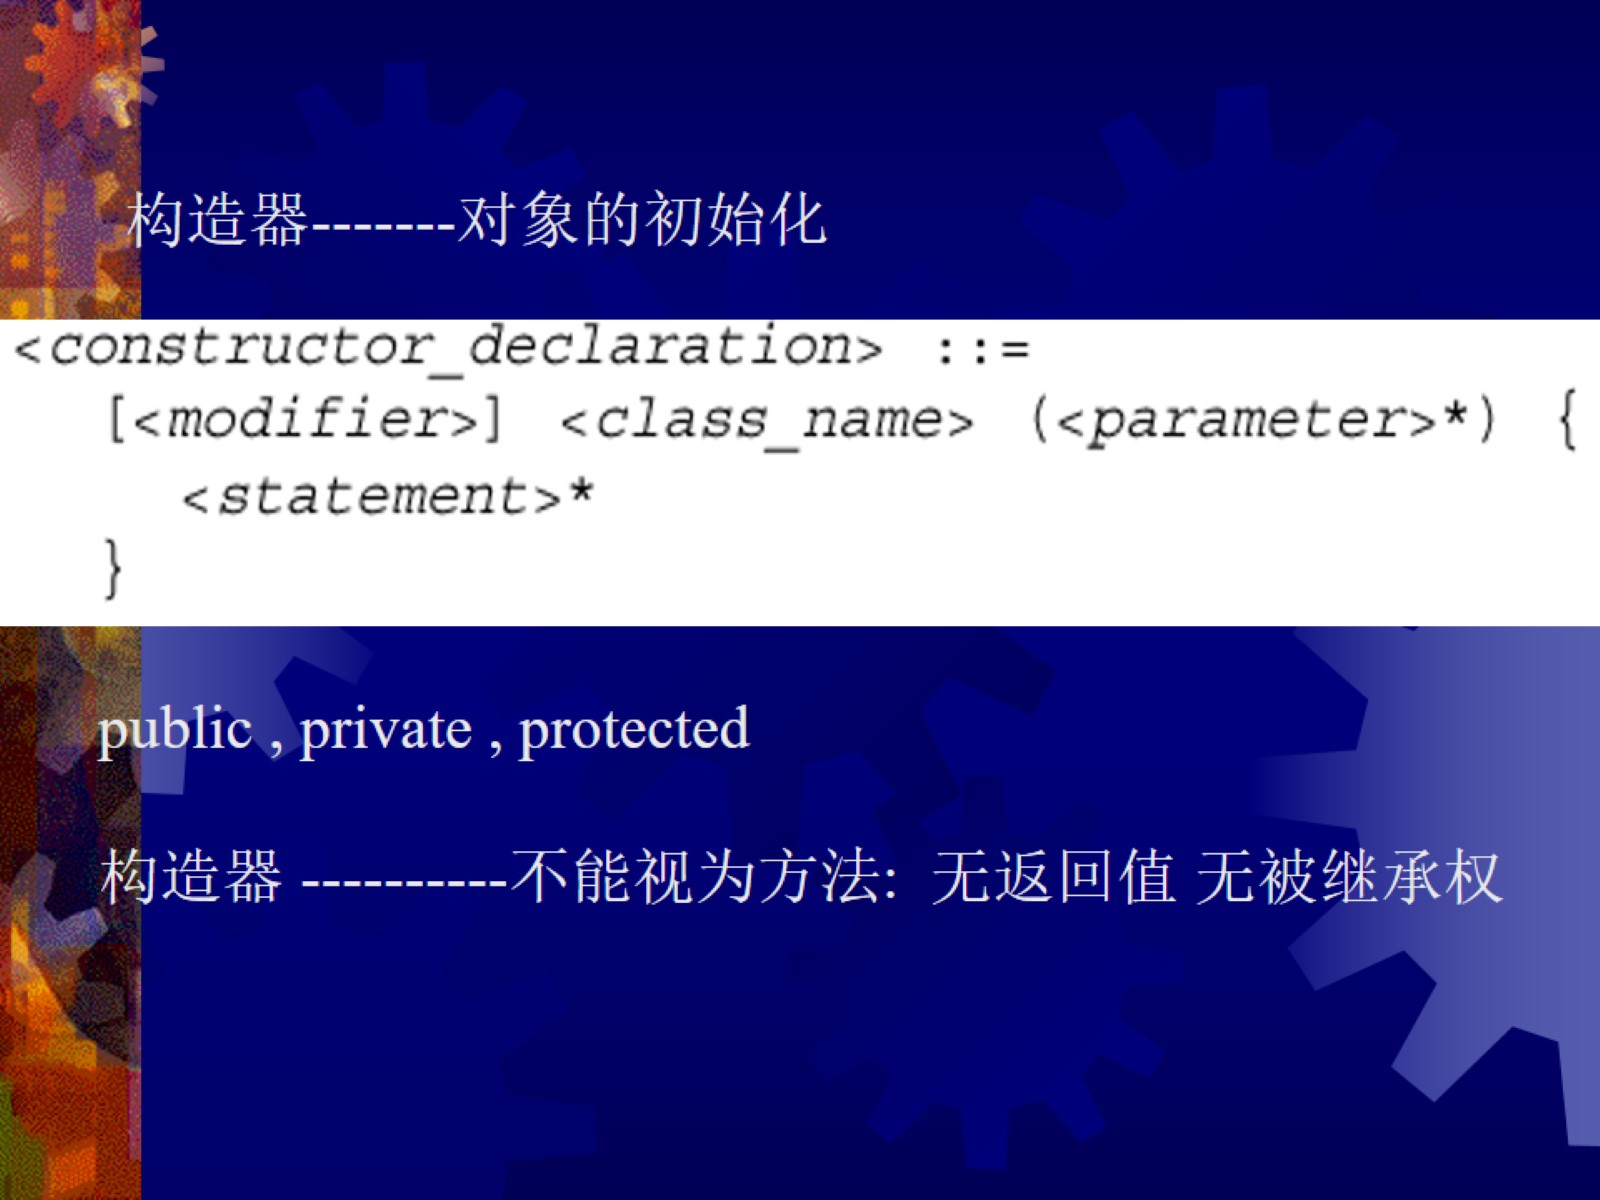 构造器-------对象的初始化
<constructor_declaration> ::=
[<modifier>] <class_name> (<parameter>*) {
<statement>*
}
public , private , protected
构造器 ----------不能视为方法: 无返回值 无被继承权